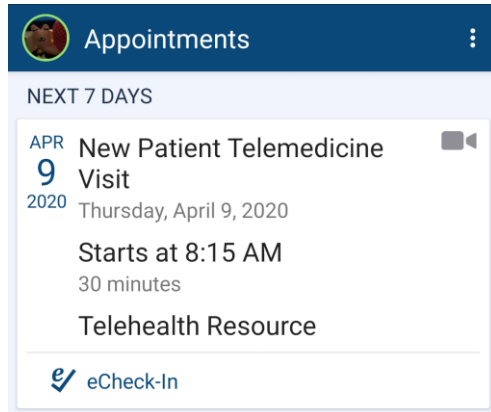 Appointments
NEXT 7 DAYS
APR
9
2020
New Patient Telemedicine
Visit
Thursday, April 9, 2020
Starts at 8:15 AM
30 minutes
Telehealth Resource
eCheck-In